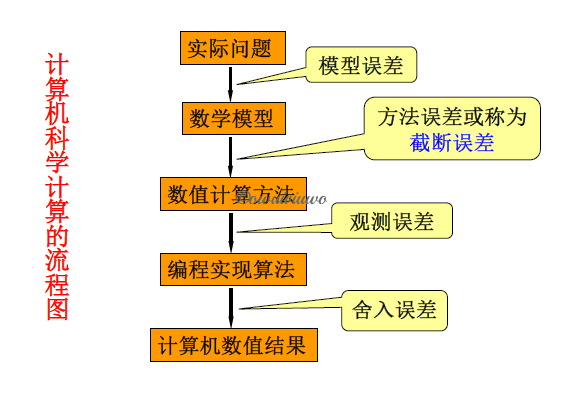 计算机科学计算的流程图
实际问题
模型误差
数学模型
方法误差或称为
截断误差
数值计算方法
观测误差
编程实现算法
舍入误差
计算机数值结果